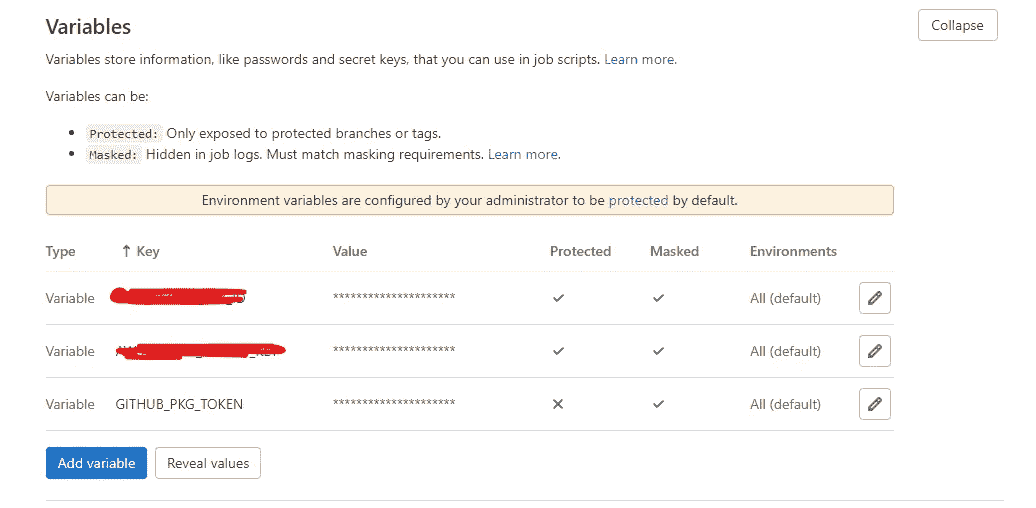 Variables
Collapse
Variables store information, like passwords and secret keys, that you can use in job scripts. Learn more.
Variables can be:
Protected: Only exposed to protected branches or tags.
Masked: Hidden in job logs. Must match masking requirements. Learn more.
Environment variables are configured by your administrator to be protected by default.
Type ↑ Key Value Protected Masked Environments
Variable ********************* ✓ ✓ All (default)
Variable ********************* ✓ ✓ All (default)
Variable GITHUB_PKG_TOKEN ********************* ✕ ✓ All (default)
Add variable Reveal values